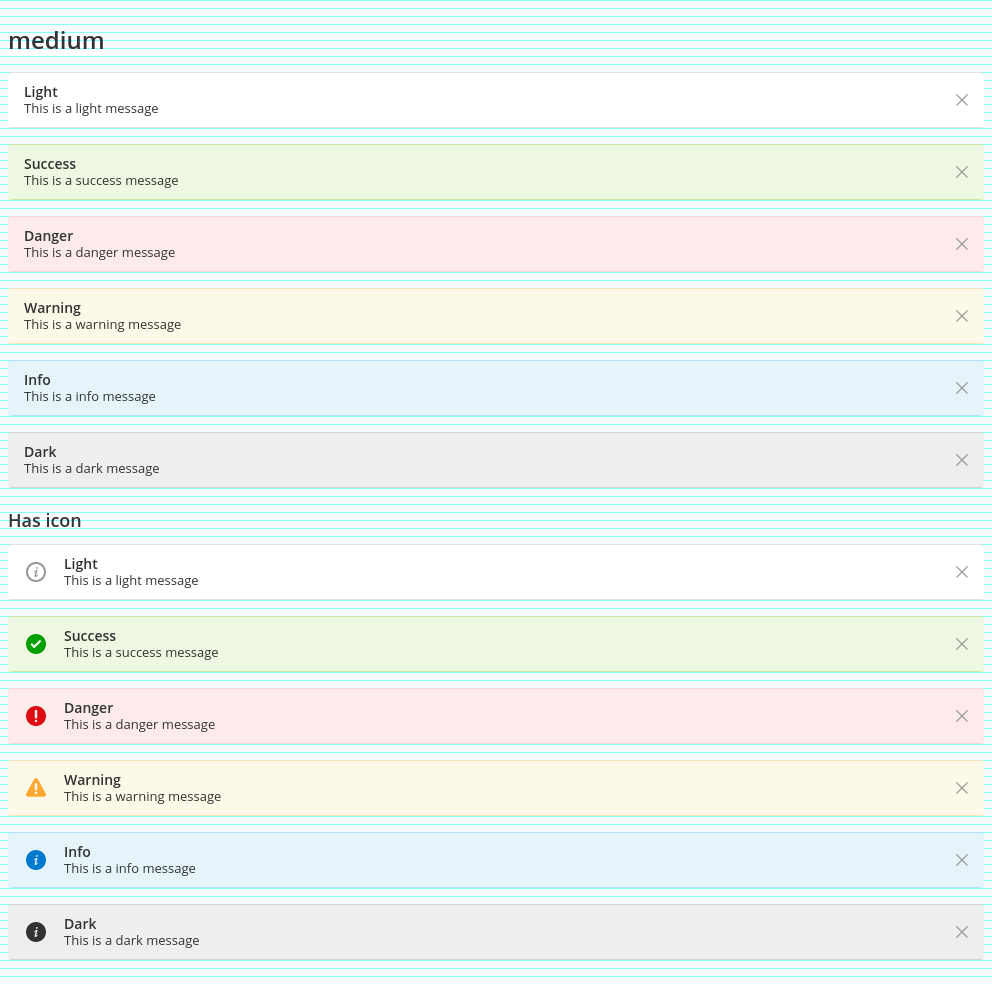 medium
Light
This is a light message
Success
This is a success message
Danger
This is a danger message
Warning
This is a warning message
Info
This is a info message
Dark
This is a dark message
Has icon
Light
This is a light message
Success
This is a success message
Danger
This is a danger message
Warning
This is a warning message
Info
This is a info message
Dark
This is a dark message